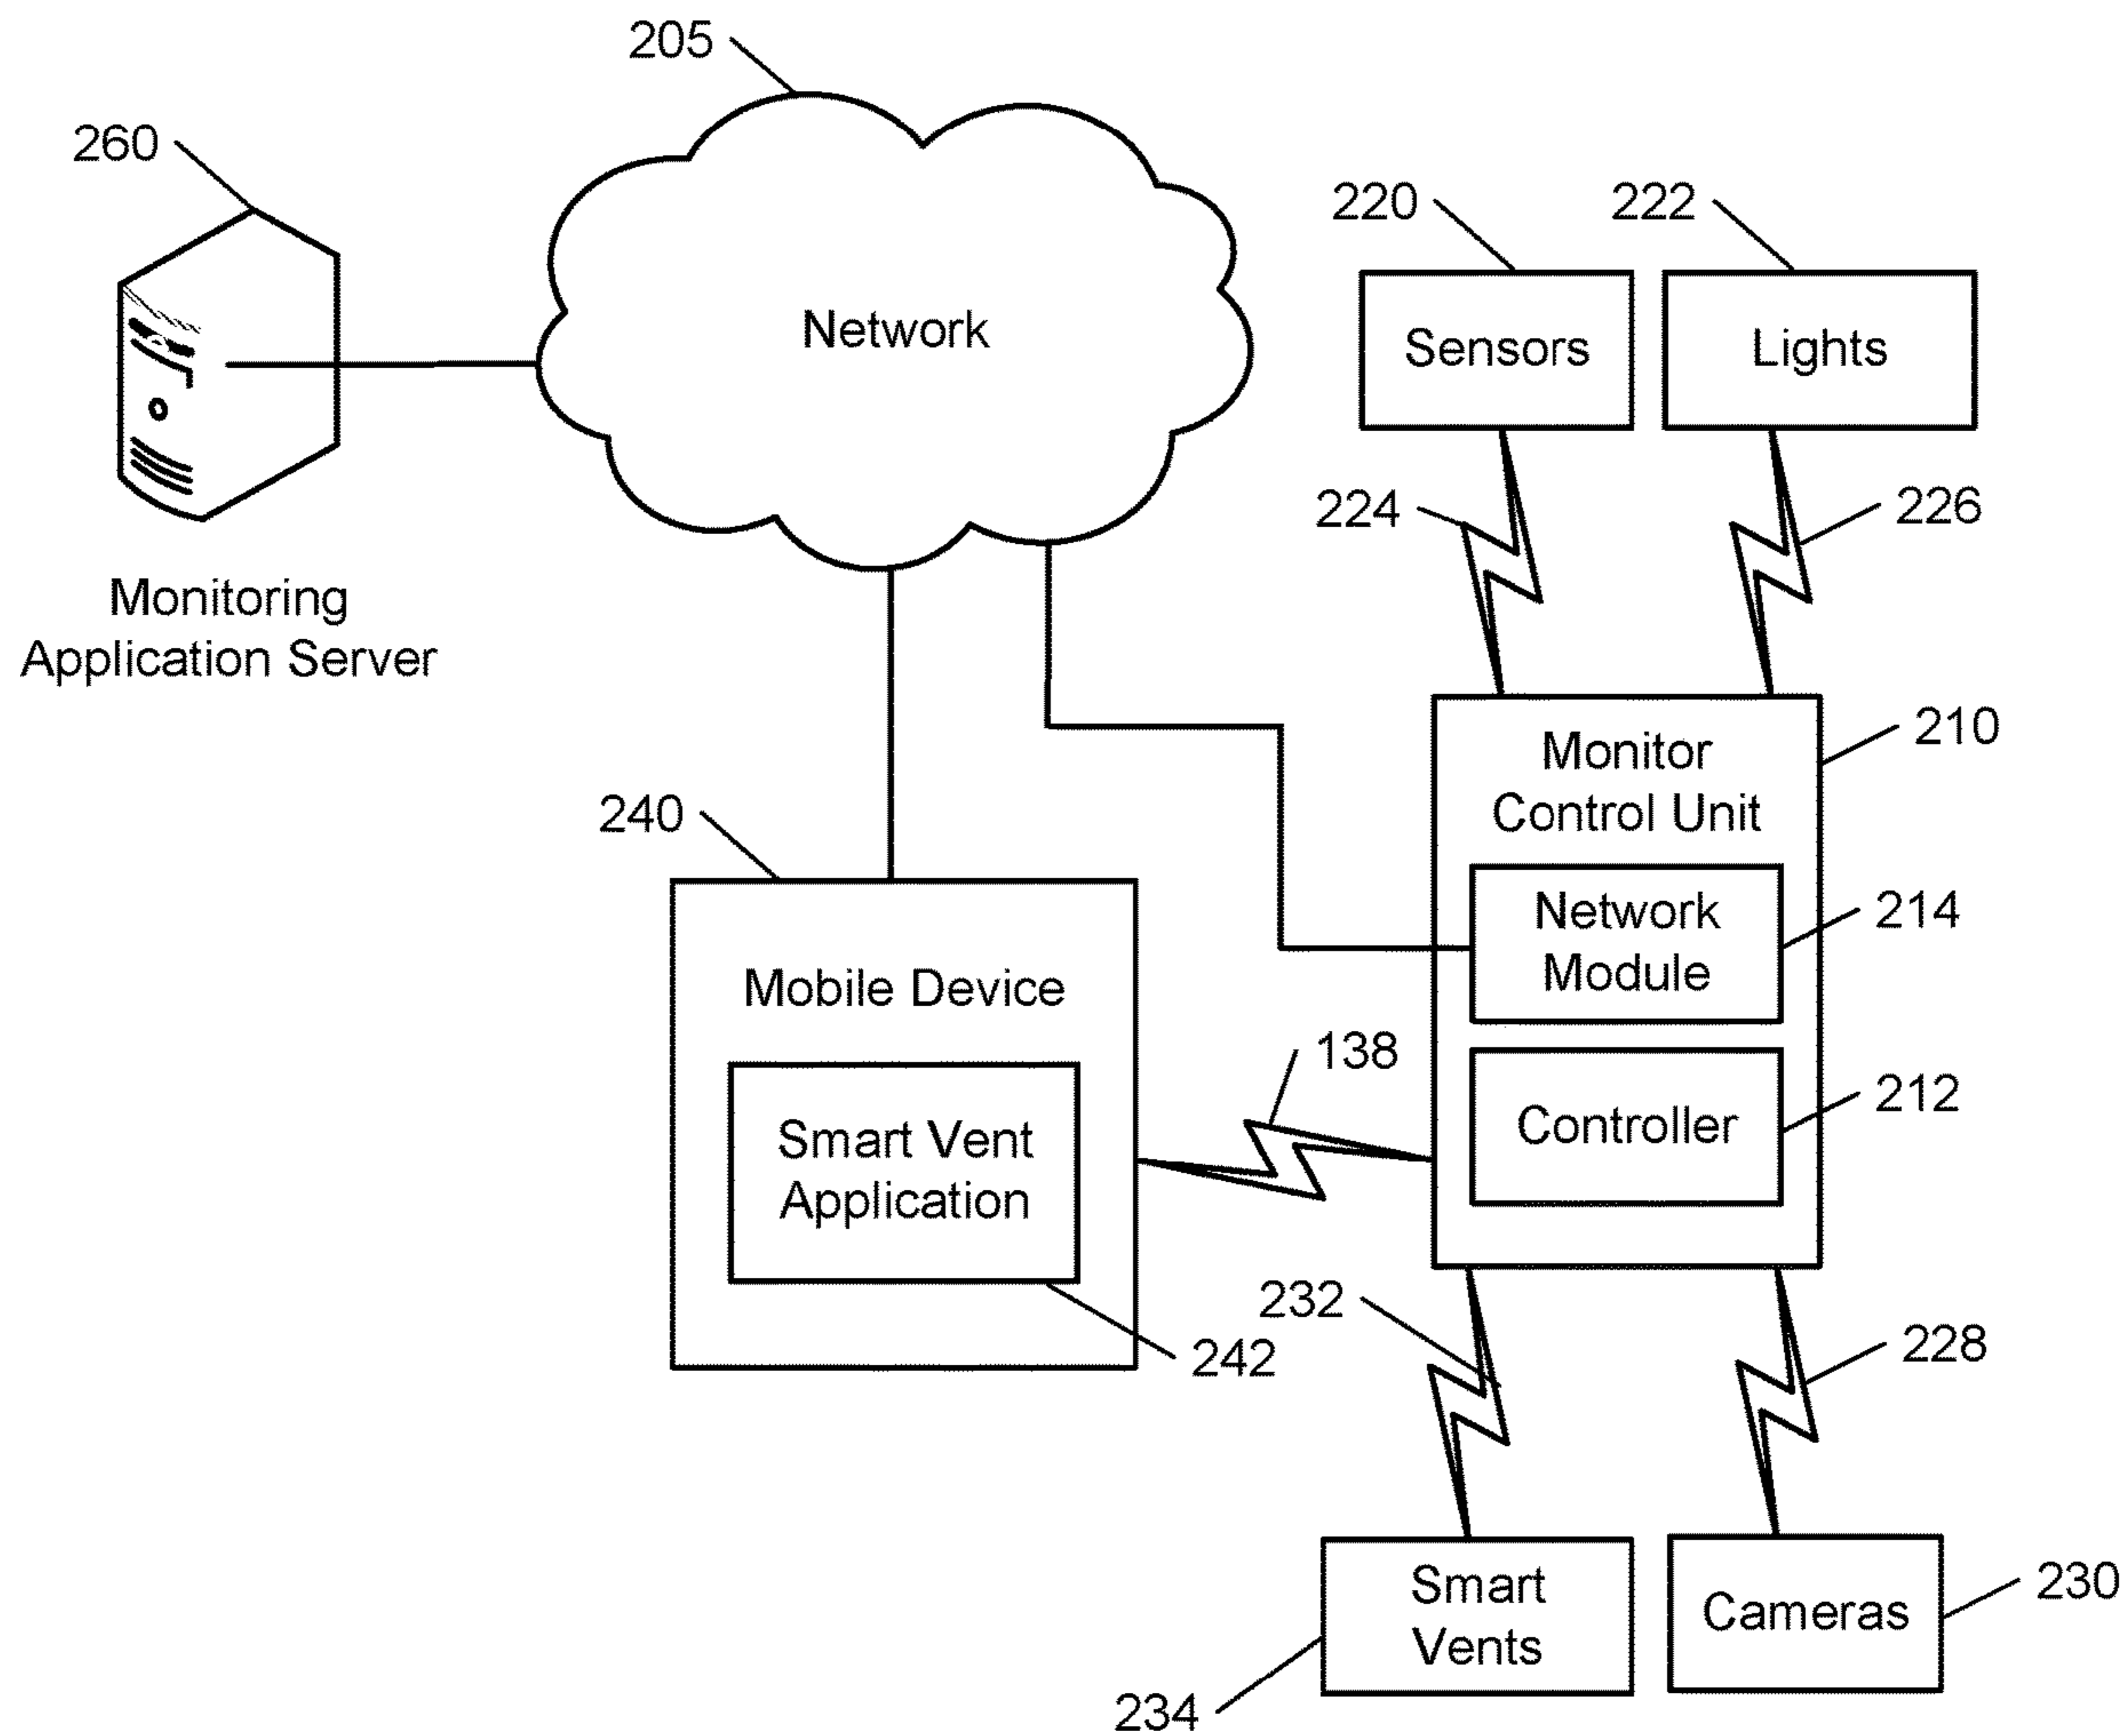 205
260
220
222
Network
Sensors
Lights
224
226
Monitoring
Application Server
210
Monitor
Control Unit
240
Network
Module
214
Mobile Device
138
Controller
212
Smart Vent
Application
232
242
228
Smart
Vents
Cameras
230
234